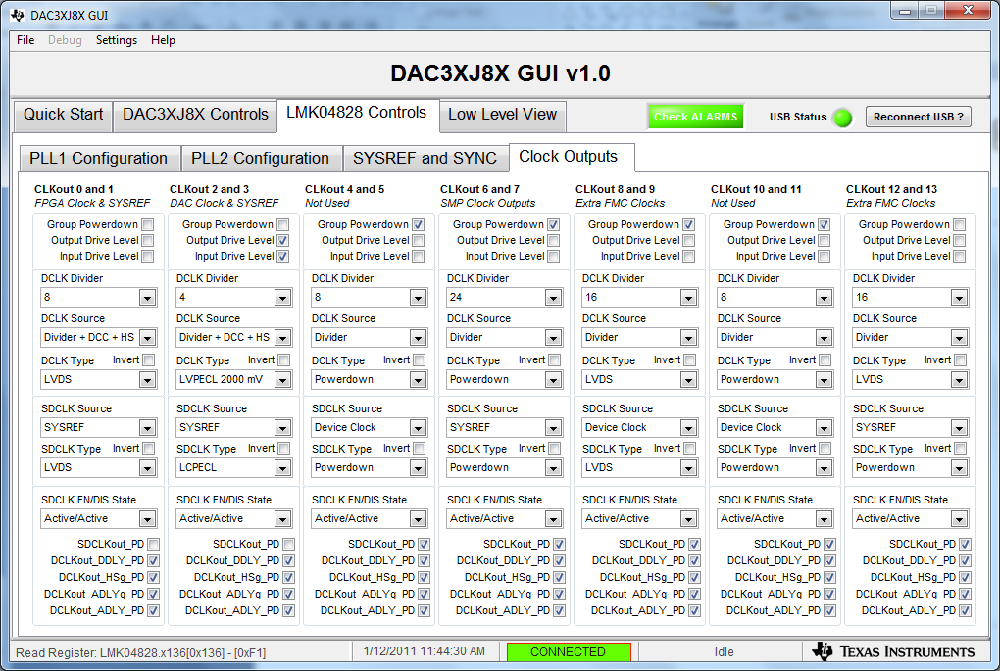 DAC3XJ8X GUI
File Debug Settings Help
DAC3XJ8X GUI v1.0
Quick Start DAC3XJ8X Controls LMK04828 Controls Low Level View Check ALARMS USB Status Reconnect USB ?
PLL1 Configuration PLL2 Configuration SYSREF and SYNC Clock Outputs
CLKout 0 and 1 CLKout 2 and 3 CLKout 4 and 5 CLKout 6 and 7 CLKout 8 and 9 CLKout 10 and 11 CLKout 12 and 13
FPGA Clock & SYSREF DAC Clock & SYSREF Not Used SMP Clock Outputs Extra FMC Clocks Not Used Extra FMC Clocks
Group Powerdown Group Powerdown Group Powerdown Group Powerdown Group Powerdown Group Powerdown Group Powerdown
Output Drive Level Output Drive Level Output Drive Level Output Drive Level Output Drive Level Output Drive Level Output Drive Level
Input Drive Level Input Drive Level Input Drive Level Input Drive Level Input Drive Level Input Drive Level Input Drive Level
DCLK Divider DCLK Divider DCLK Divider DCLK Divider DCLK Divider DCLK Divider DCLK Divider
8 4 8 24 16 8 16
DCLK Source DCLK Source DCLK Source DCLK Source DCLK Source DCLK Source DCLK Source
Divider + DCC + HS Divider + DCC + HS Divider Divider Divider Divider Divider
DCLK Type Invert DCLK Type Invert DCLK Type Invert DCLK Type Invert DCLK Type Invert DCLK Type Invert DCLK Type Invert
LVDS LVPECL 2000 mV Powerdown Powerdown LVDS Powerdown LVDS
SDCLK Source SDCLK Source SDCLK Source SDCLK Source SDCLK Source SDCLK Source SDCLK Source
SYSREF SYSREF Device Clock SYSREF Device Clock Device Clock SYSREF
SDCLK Type Invert SDCLK Type Invert SDCLK Type Invert SDCLK Type Invert SDCLK Type Invert SDCLK Type Invert SDCLK Type Invert
LVDS LCPECL Powerdown Powerdown LVDS Powerdown Powerdown
SDCLK EN/DIS State SDCLK EN/DIS State SDCLK EN/DIS State SDCLK EN/DIS State SDCLK EN/DIS State SDCLK EN/DIS State SDCLK EN/DIS State
Active/Active Active/Active Active/Active Active/Active Active/Active Active/Active Active/Active
SDCLKout_PD SDCLKout_PD SDCLKout_PD SDCLKout_PD SDCLKout_PD SDCLKout_PD SDCLKout_PD
DCLKout_DDLY_PD DCLKout_DDLY_PD DCLKout_DDLY_PD DCLKout_DDLY_PD DCLKout_DDLY_PD DCLKout_DDLY_PD DCLKout_DDLY_PD
DCLKout_HSg_PD DCLKout_HSg_PD DCLKout_HSg_PD DCLKout_HSg_PD DCLKout_HSg_PD DCLKout_HSg_PD DCLKout_HSg_PD
DCLKout_ADLYg_PD DCLKout_ADLYg_PD DCLKout_ADLYg_PD DCLKout_ADLYg_PD DCLKout_ADLYg_PD DCLKout_ADLYg_PD DCLKout_ADLYg_PD
DCLKout_ADLY_PD DCLKout_ADLY_PD DCLKout_ADLY_PD DCLKout_ADLY_PD DCLKout_ADLY_PD DCLKout_ADLY_PD DCLKout_ADLY_PD
Read Register: LMK04828.x136[0x136] - [0xF1] 1/12/2011 11:44:30 AM CONNECTED Idle TEXAS INSTRUMENTS